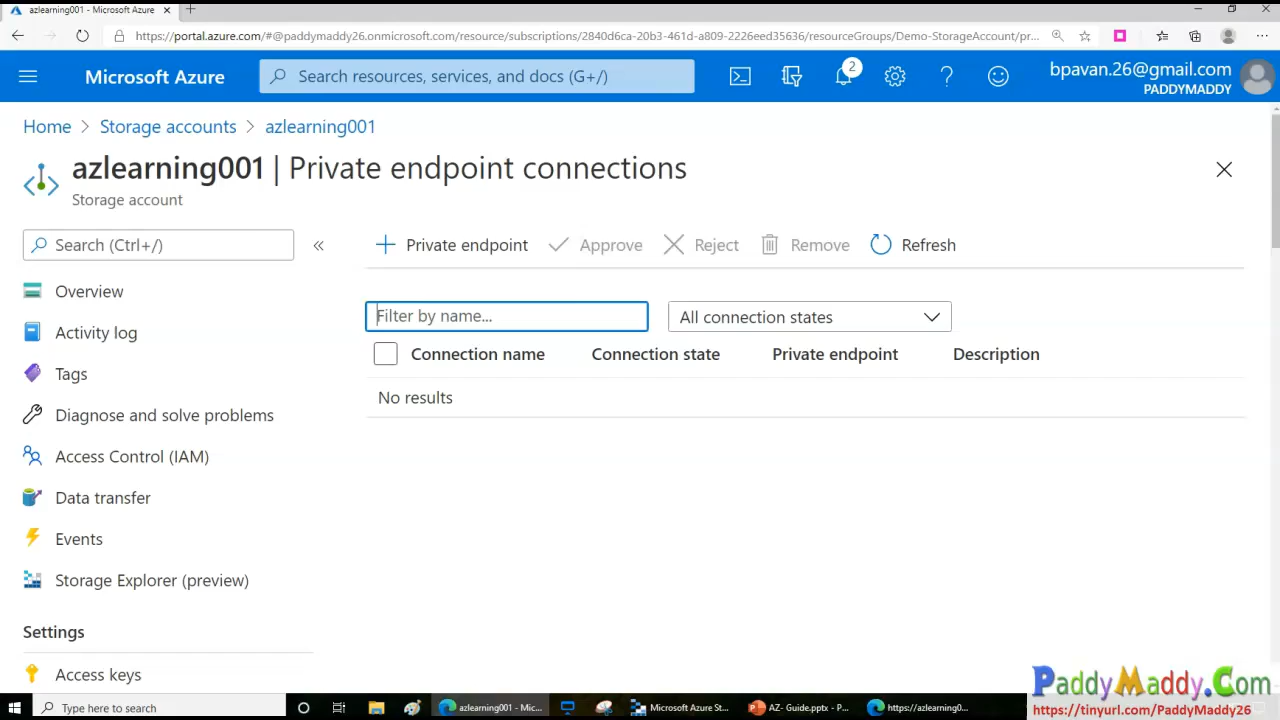 azlearning001 - Microsoft Azure
https://portal.azure.com/#@paddymaddy26.onmicrosoft.com/resource/subscriptions/2840d6ca-20b3-461d-a809-2226eed35636/resourceGroups/Demo-StorageAccount/pr...
Microsoft Azure
Search resources, services, and docs (G+/)
2
bpavan.26@gmail.com
PADDYMADDY
Home > Storage accounts > azlearning001
azlearning001 | Private endpoint connections
Storage account
Search (Ctrl+/)
«
Private endpoint
Approve
Reject
Remove
Refresh
Overview
Activity log
Tags
Diagnose and solve problems
Access Control (IAM)
Data transfer
Events
Storage Explorer (preview)
Settings
Access keys
Filter by name...
All connection states
Connection name
Connection state
Private endpoint
Description
No results
PaddyMaddy.Com
https://tinyurl.com/PaddyMaddy26
Type here to search
azlearning001 - Mic...
Microsoft Azure St...
AZ- Guide.pptx - P...
https://azlearning0...